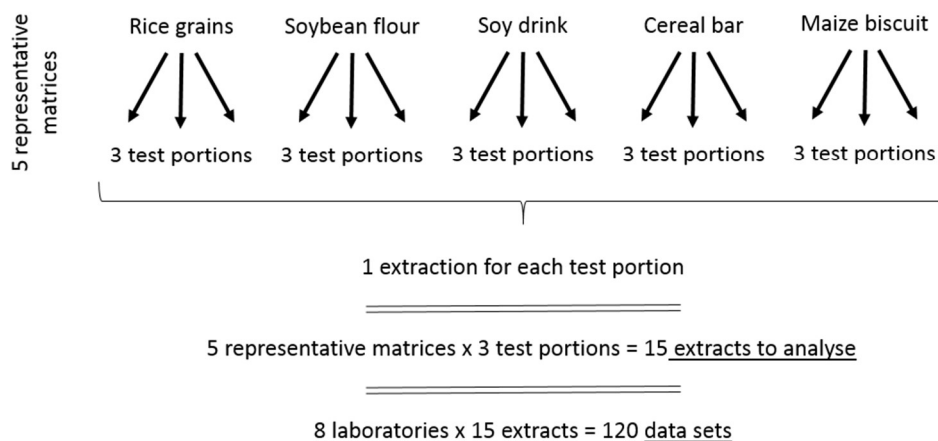 5 representative
matrices
Rice grains Soybean flour Soy drink Cereal bar Maize biscuit
3 test portions 3 test portions 3 test portions 3 test portions 3 test portions
1 extraction for each test portion
5 representative matrices x 3 test portions = 15 extracts to analyse
8 laboratories x 15 extracts = 120 data sets